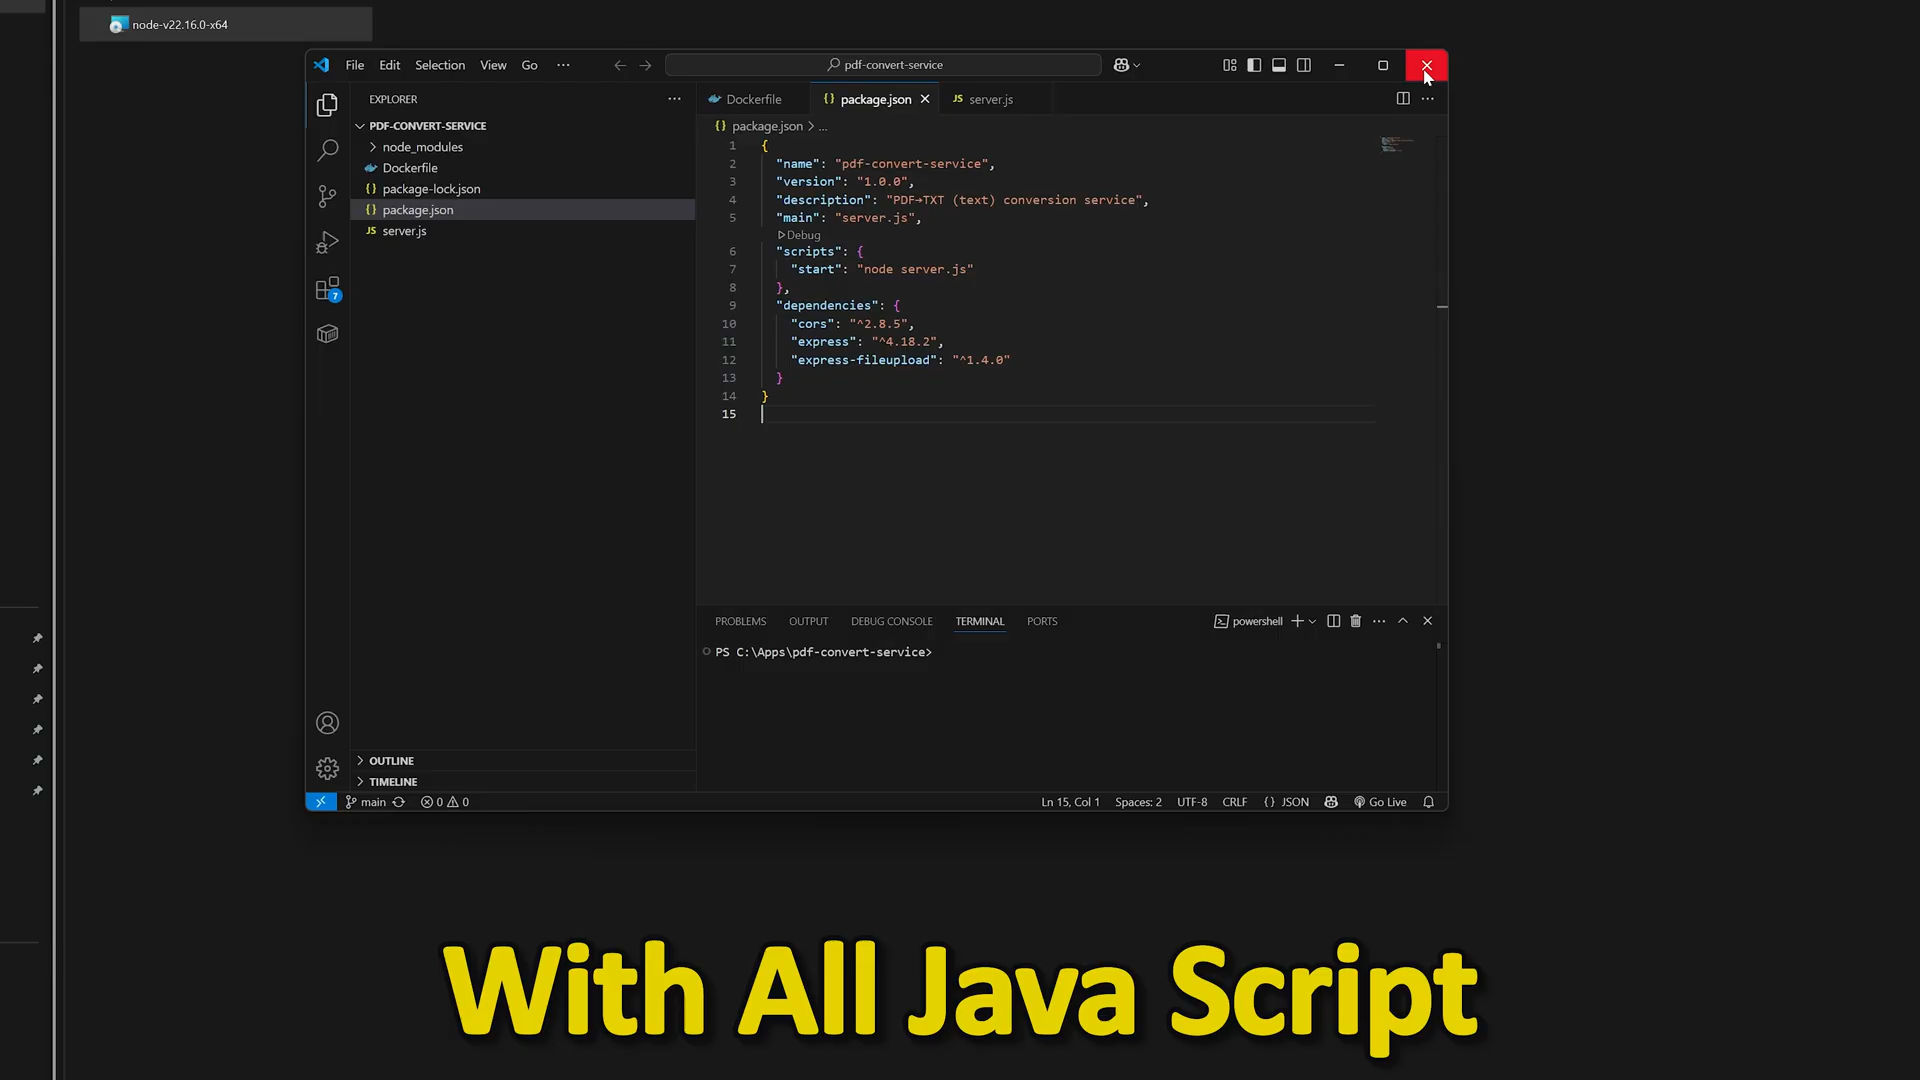 node-v22.16.0-x64
File Edit Selection View Go ···
pdf-convert-service
EXPLORER
PDF-CONVERT-SERVICE
node_modules
Dockerfile
package-lock.json
package.json
server.js
OUTLINE
TIMELINE
7
Dockerfile
package.json
server.js
package.json > ...
1 {
2 "name": "pdf-convert-service",
3 "version": "1.0.0",
4 "description": "PDF→TXT (text) conversion service",
5 "main": "server.js",
Debug
6 "scripts": {
7 "start": "node server.js"
8 },
9 "dependencies": {
10 "cors": "^2.8.5",
11 "express": "^4.18.2",
12 "express-fileupload": "^1.4.0"
13 }
14 }
15
PROBLEMS OUTPUT DEBUG CONSOLE TERMINAL PORTS
powershell
PS C:\Apps\pdf-convert-service>
main 0 0
Ln 15, Col 1 Spaces: 2 UTF-8 CRLF {} JSON Go Live
With All Java Script